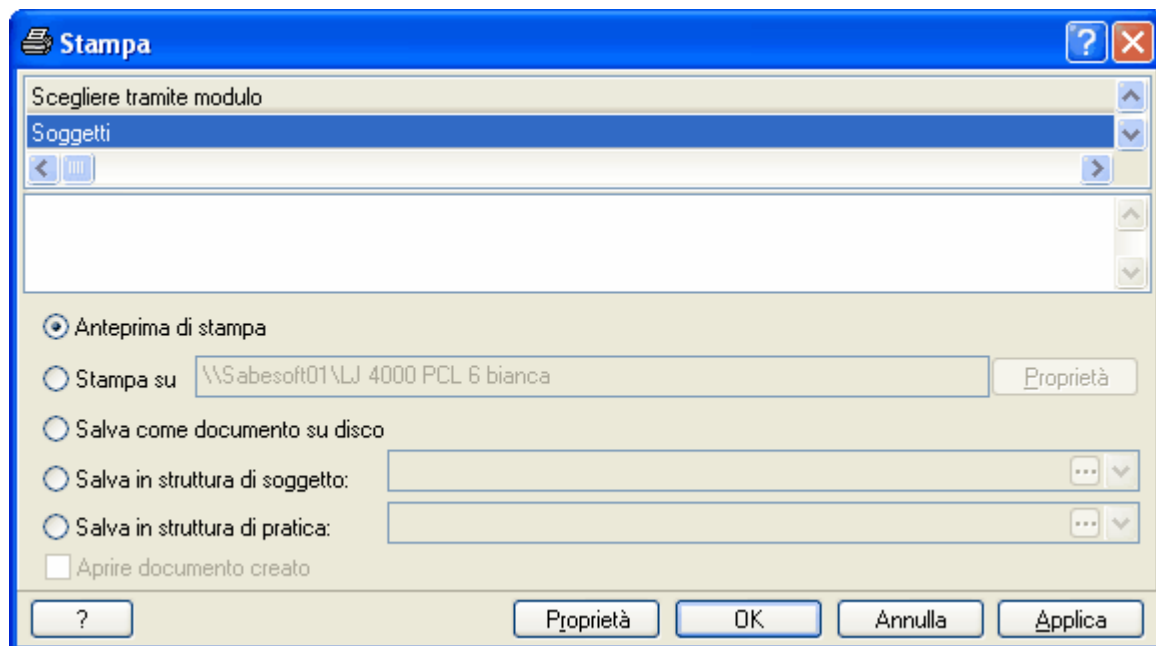 Stampa
?
Scegliere tramite modulo
Soggetti
Anteprima di stampa
Stampa su \\Sabesoft01\LJ 4000 PCL 6 bianca Proprietà
Salva come documento su disco
Salva in struttura di soggetto: ...
Salva in struttura di pratica: ...
Aprire documento creato
? Proprietà OK Annulla Applica